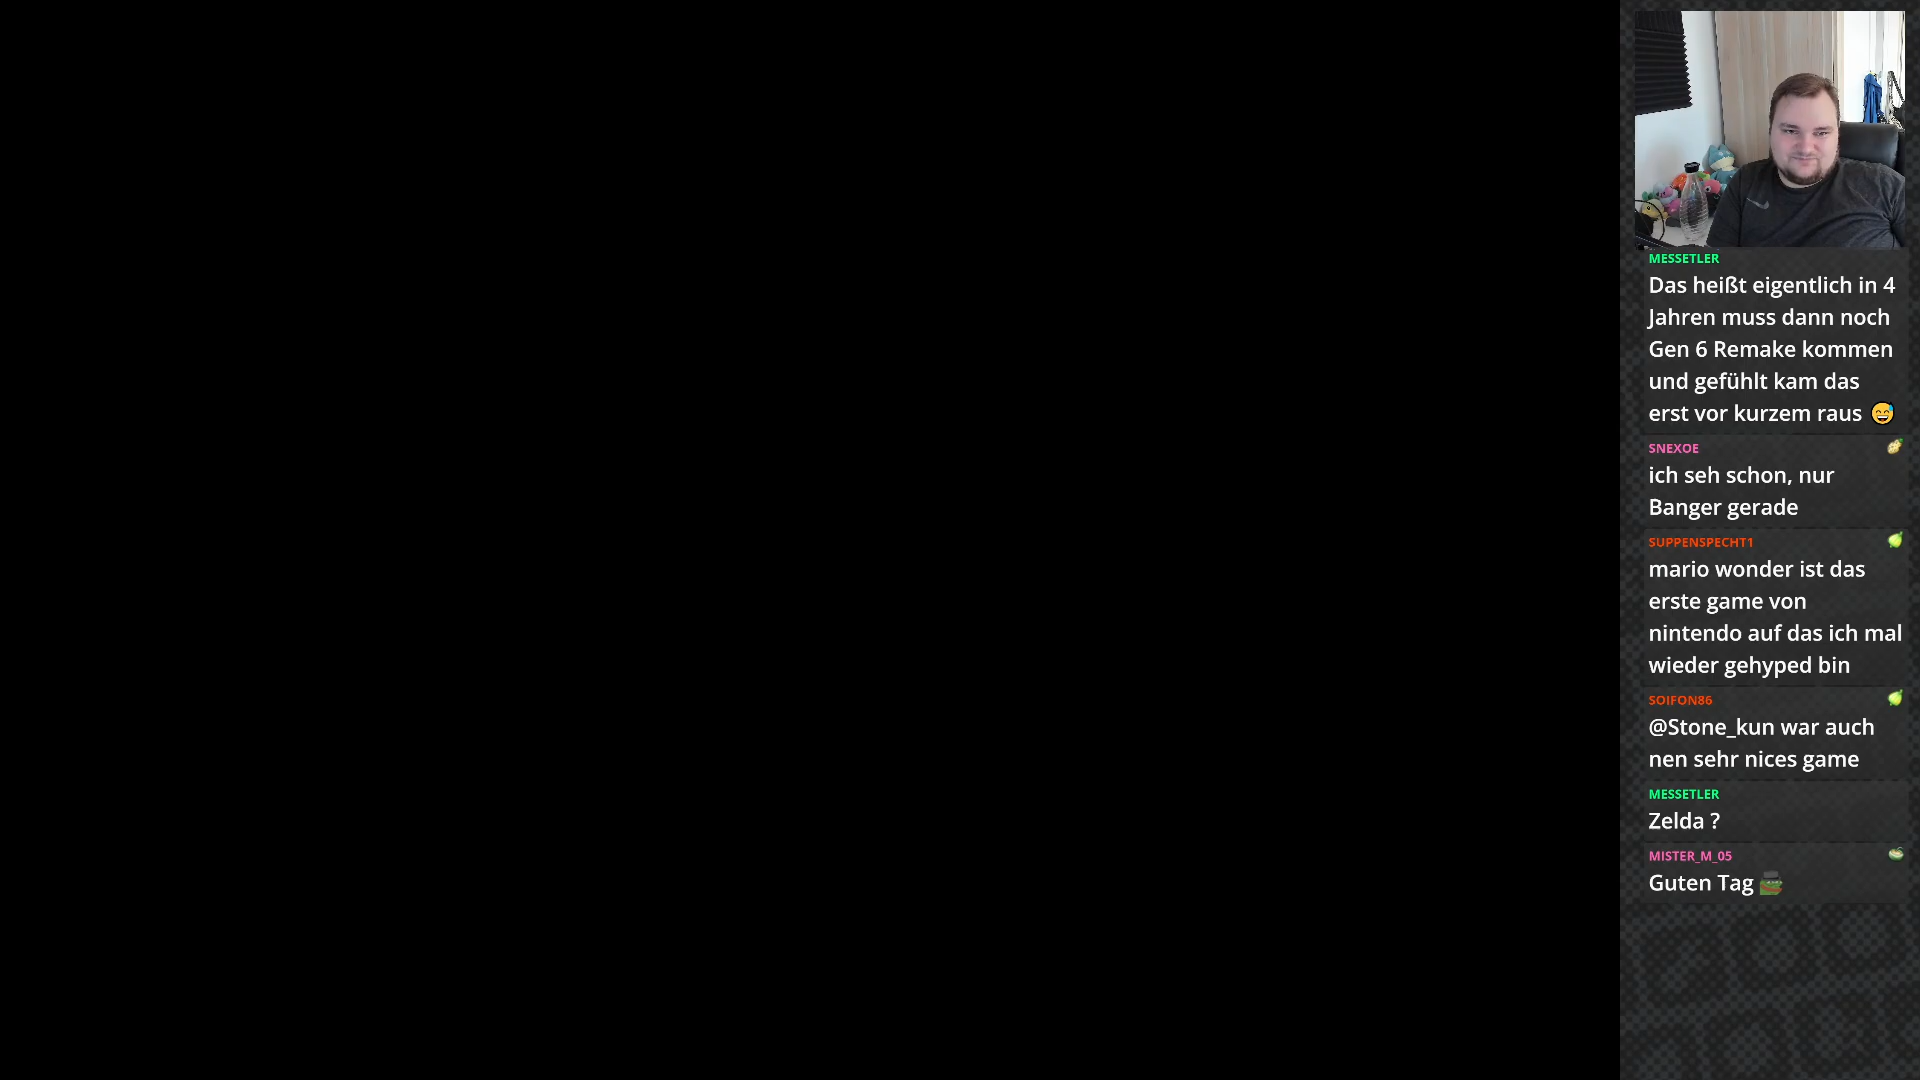 MESSETLER
Das heißt eigentlich in 4
Jahren muss dann noch
Gen 6 Remake kommen
und gefühlt kam das
erst vor kurzem raus 😅
SNEXOE
ich seh schon, nur
Banger gerade
SUPPENSPECHT1
mario wonder ist das
erste game von
nintendo auf das ich mal
wieder gehyped bin
SOIFON86
@Stone_kun war auch
nen sehr nices game
MESSETLER
Zelda ?
MISTER_M_05
Guten Tag